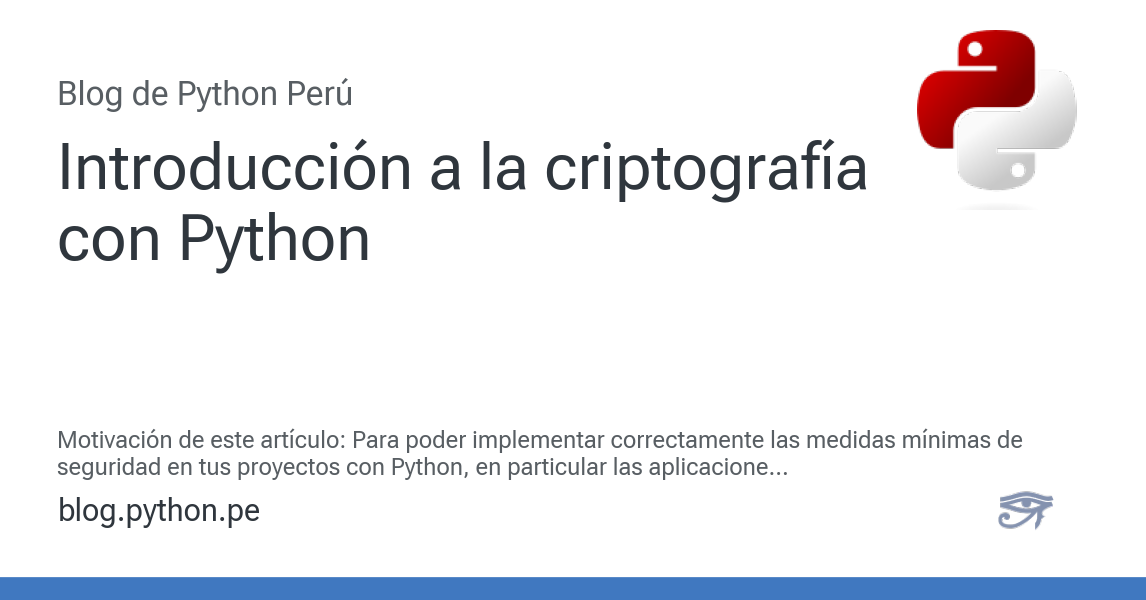 Blog de Python Perú
Introducción a la criptografía
con Python
Motivación de este artículo: Para poder implementar correctamente las medidas mínimas de
seguridad en tus proyectos con Python, en particular las aplicacione...
blog.python.pe